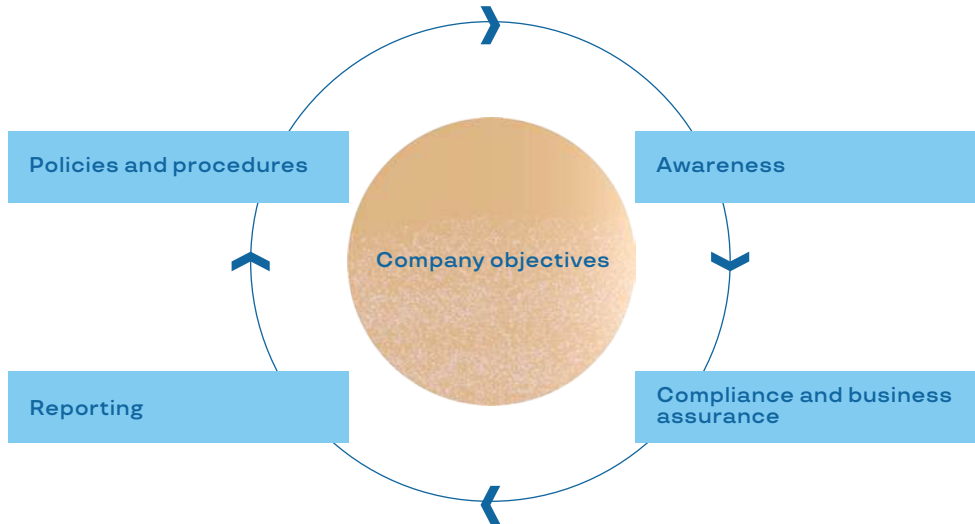 Policies and procedures
Awareness
Company objectives
Reporting
Compliance and business
assurance